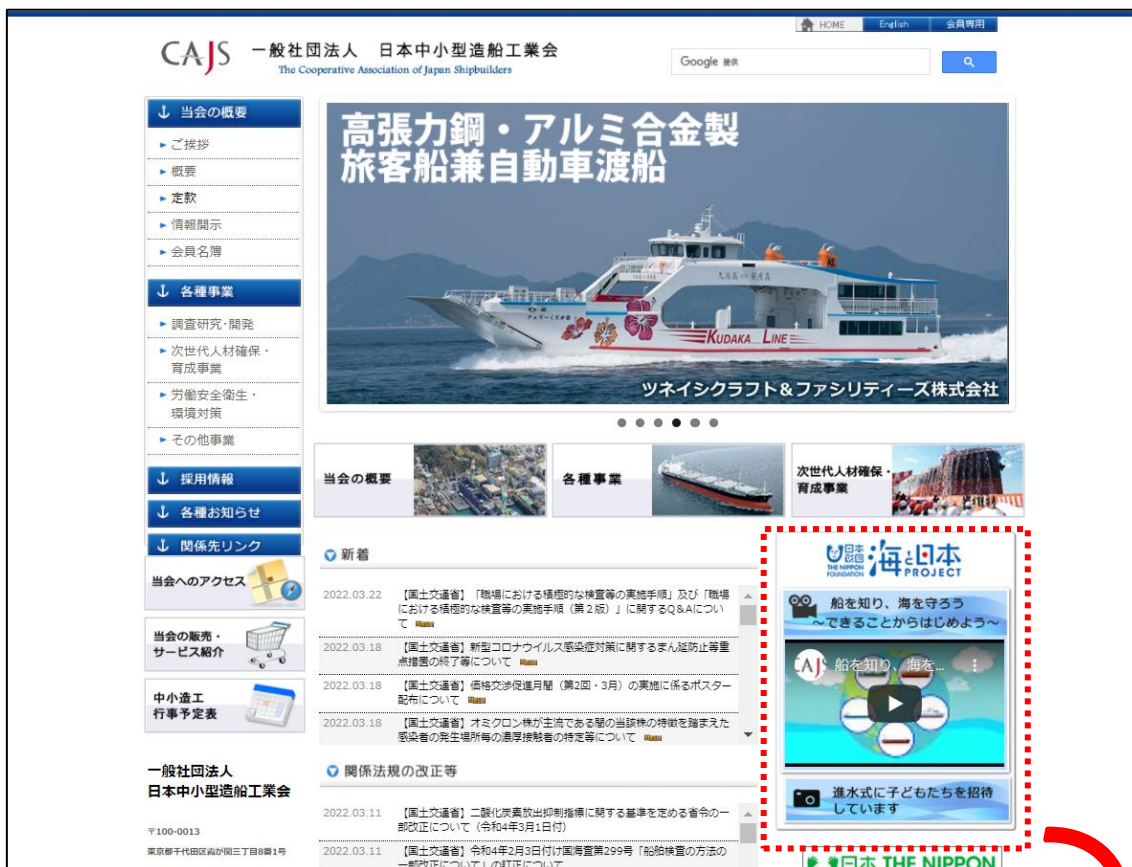 HOME English 会員専用
CAJS 一般社団法人 日本中小型造船工業会
The Cooperative Association of Japan Shipbuilders
Google 提供
当会の概要
ご挨拶
概要
定款
情報開示
会員名簿
各種事業
調査研究・開発
次世代人材確保・
育成事業
労働安全衛生・
環境対策
その他事業
採用情報
各種お知らせ
関係先リンク
当会へのアクセス
当会の販売・
サービス紹介
中小造工
行事予定表
一般社団法人
日本中小型造船工業会
〒100-0013
東京都千代田区霞が関三丁目8番1号
高張力鋼・アルミ合金製
旅客船兼自動車渡船
KUDAKA LINE
ツネイシクラフト&ファシリティーズ株式会社
当会の概要
各種事業
次世代人材確保・
育成事業
新着
2022.03.22 【国土交通省】「職場における積極的な検査等の実施手順」及び「職場
における積極的な検査等の実施手順(第2版)」に関するQ&Aについ
て
2022.03.18 【国土交通省】新型コロナウイルス感染症対策に関するまん延防止等重
点措置の終了等について
2022.03.18 【国土交通省】価格交渉促進月間(第2回・3月)の実施に係るポスター
配布について
2022.03.18 【国土交通省】オミクロン株が主流である間の当該株の特徴を踏まえた
感染者の発生場所毎の濃厚接触者の特定等について
関係法規の改正等
2022.03.11 【国土交通省】二酸化炭素放出抑制指標に関する基準を定める省令の一
部改正について(令和4年3月1日付)
2022.03.11 【国土交通省】令和4年2月3日付け国海査第299号「船舶検査の方法の
一部改正について」の訂正について
日本財団
THE NIPPON
FOUNDATION
海と日本
PROJECT
船を知り、海を守ろう
~できることからはじめよう~
CAJS 船を知り、海を...
進水式に子どもたちを招待
しています
日本 THE NIPPON